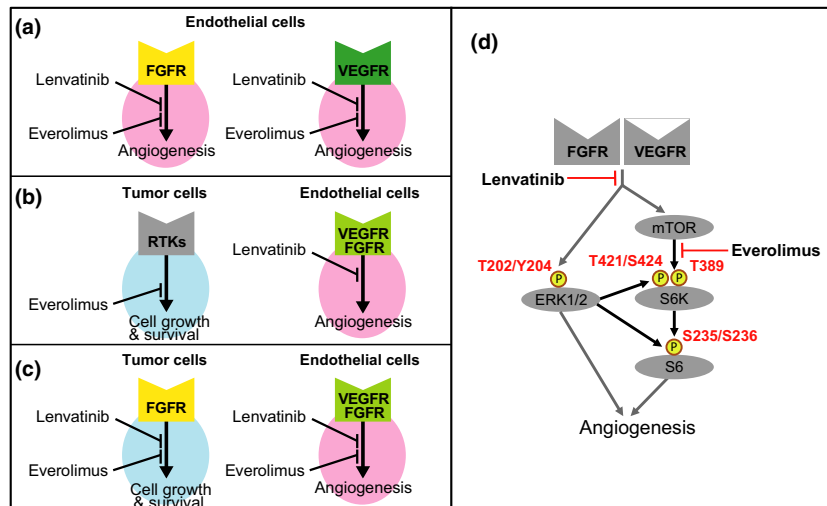 (a)
Endothelial cells
FGFR
VEGFR
Lenvatinib
Lenvatinib
Everolimus
Everolimus
Angiogenesis
Angiogenesis
(b)
Tumor cells
Endothelial cells
RTKs
VEGFR
FGFR
Lenvatinib
Everolimus
Cell growth
& survival
Angiogenesis
(c)
Tumor cells
Endothelial cells
FGFR
VEGFR
FGFR
Lenvatinib
Lenvatinib
Everolimus
Everolimus
Cell growth
& survival
Angiogenesis
(d)
FGFR
VEGFR
Lenvatinib
mTOR
Everolimus
T202/Y204
T421/S424
T389
P
P
P
ERK1/2
S6K
S235/S236
P
S6
Angiogenesis